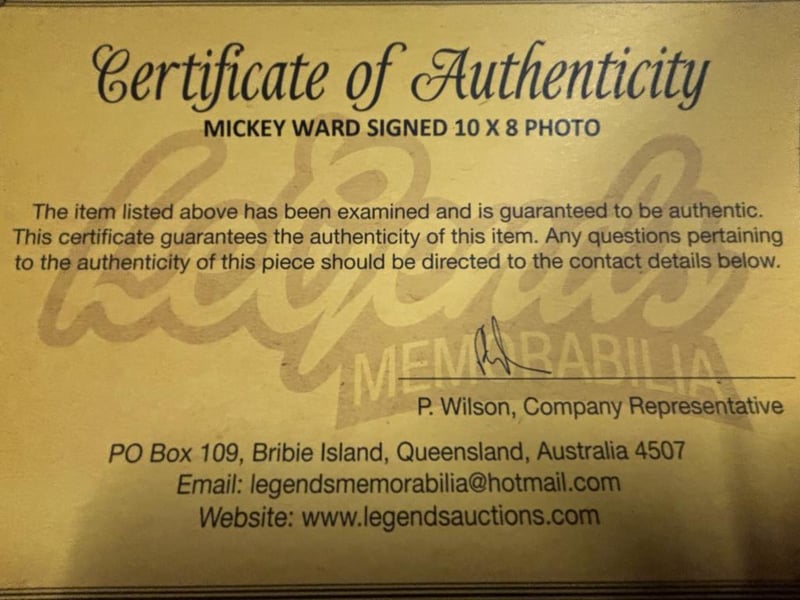 Certificate of Authenticity
MICKEY WARD SIGNED 10 X 8 PHOTO
The item listed above has been examined and is guaranteed to be authentic.
This certificate guarantees the authenticity of this item. Any questions pertaining
to the authenticity of this piece should be directed to the contact details below.
Legends
MEMORABILIA
P. Wilson, Company Representative
PO Box 109, Bribie Island, Queensland, Australia 4507
Email: legendsmemorabilia@hotmail.com
Website: www.legendsauctions.com